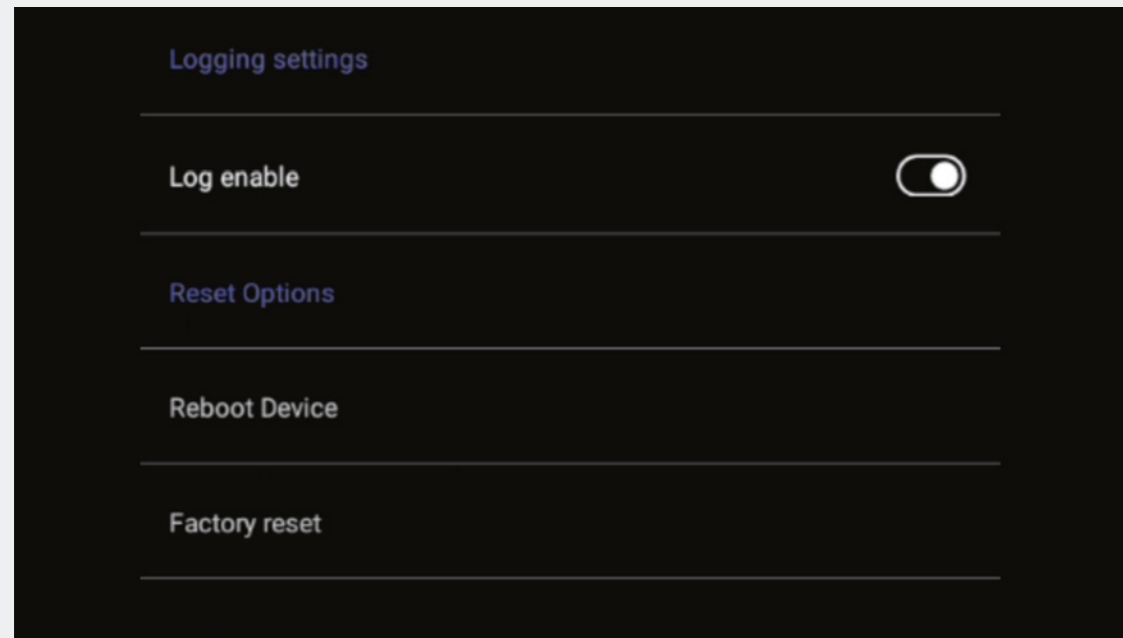 Logging settings
Log enable
Reset Options
Reboot Device
Factory reset